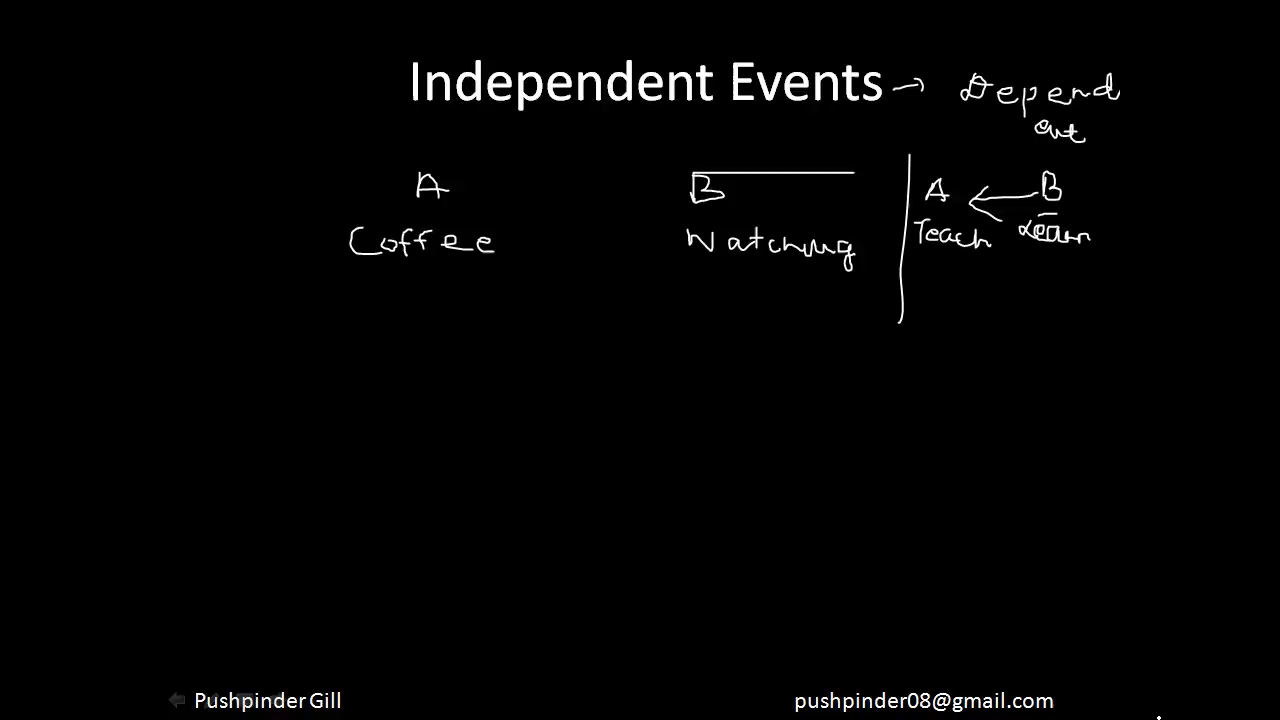 Independent Events → Depend
ent
A B A B
Coffee Watching Teach Learn
Pushpinder Gill pushpinder08@gmail.com